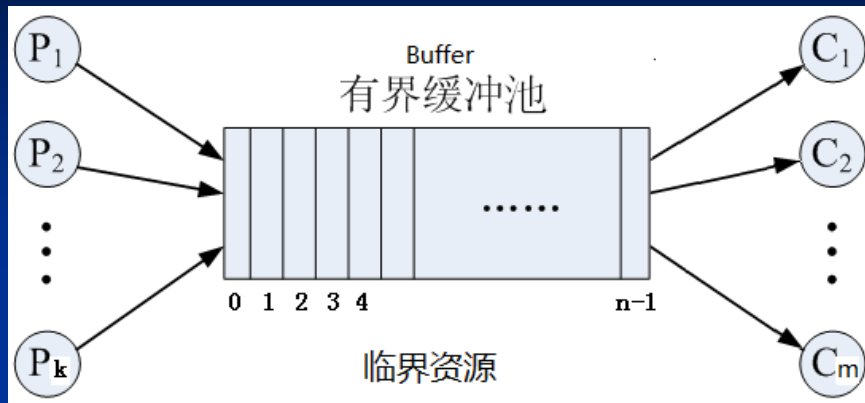 P1
Buffer
C1
有界缓冲池
P2
C2
......
0 1 2 3 4 n-1
Pk
临界资源
Cm